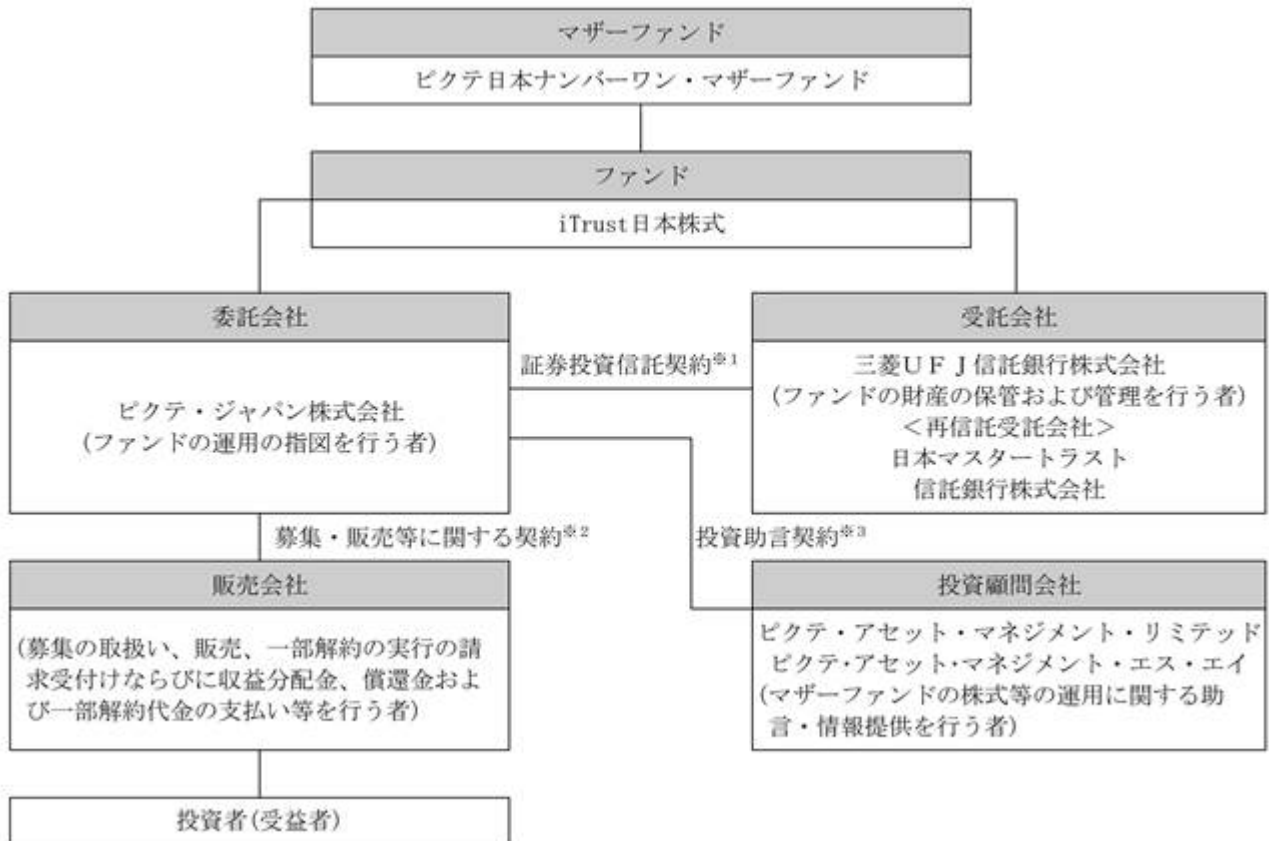 マザーファンド
ピクテ日本ナンバーワン・マザーファンド
ファンド
iTrust日本株式
委託会社
ピクテ・ジャパン株式会社
(ファンドの運用の指図を行う者)
証券投資信託契約※1
受託会社
三菱ＵＦＪ信託銀行株式会社
(ファンドの財産の保管および管理を行う者)
＜再信託受託会社＞
日本マスタートラスト
信託銀行株式会社
募集・販売等に関する契約※2
投資助言契約※3
販売会社
(募集の取扱い、販売、一部解約の実行の請
求受付けならびに収益分配金、償還金およ
び一部解約代金の支払い等を行う者)
投資顧問会社
ピクテ・アセット・マネジメント・リミテッド
ピクテ・アセット・マネジメント・エス・エイ
(マザーファンドの株式等の運用に関する助
言・情報提供を行う者)
投資者(受益者)